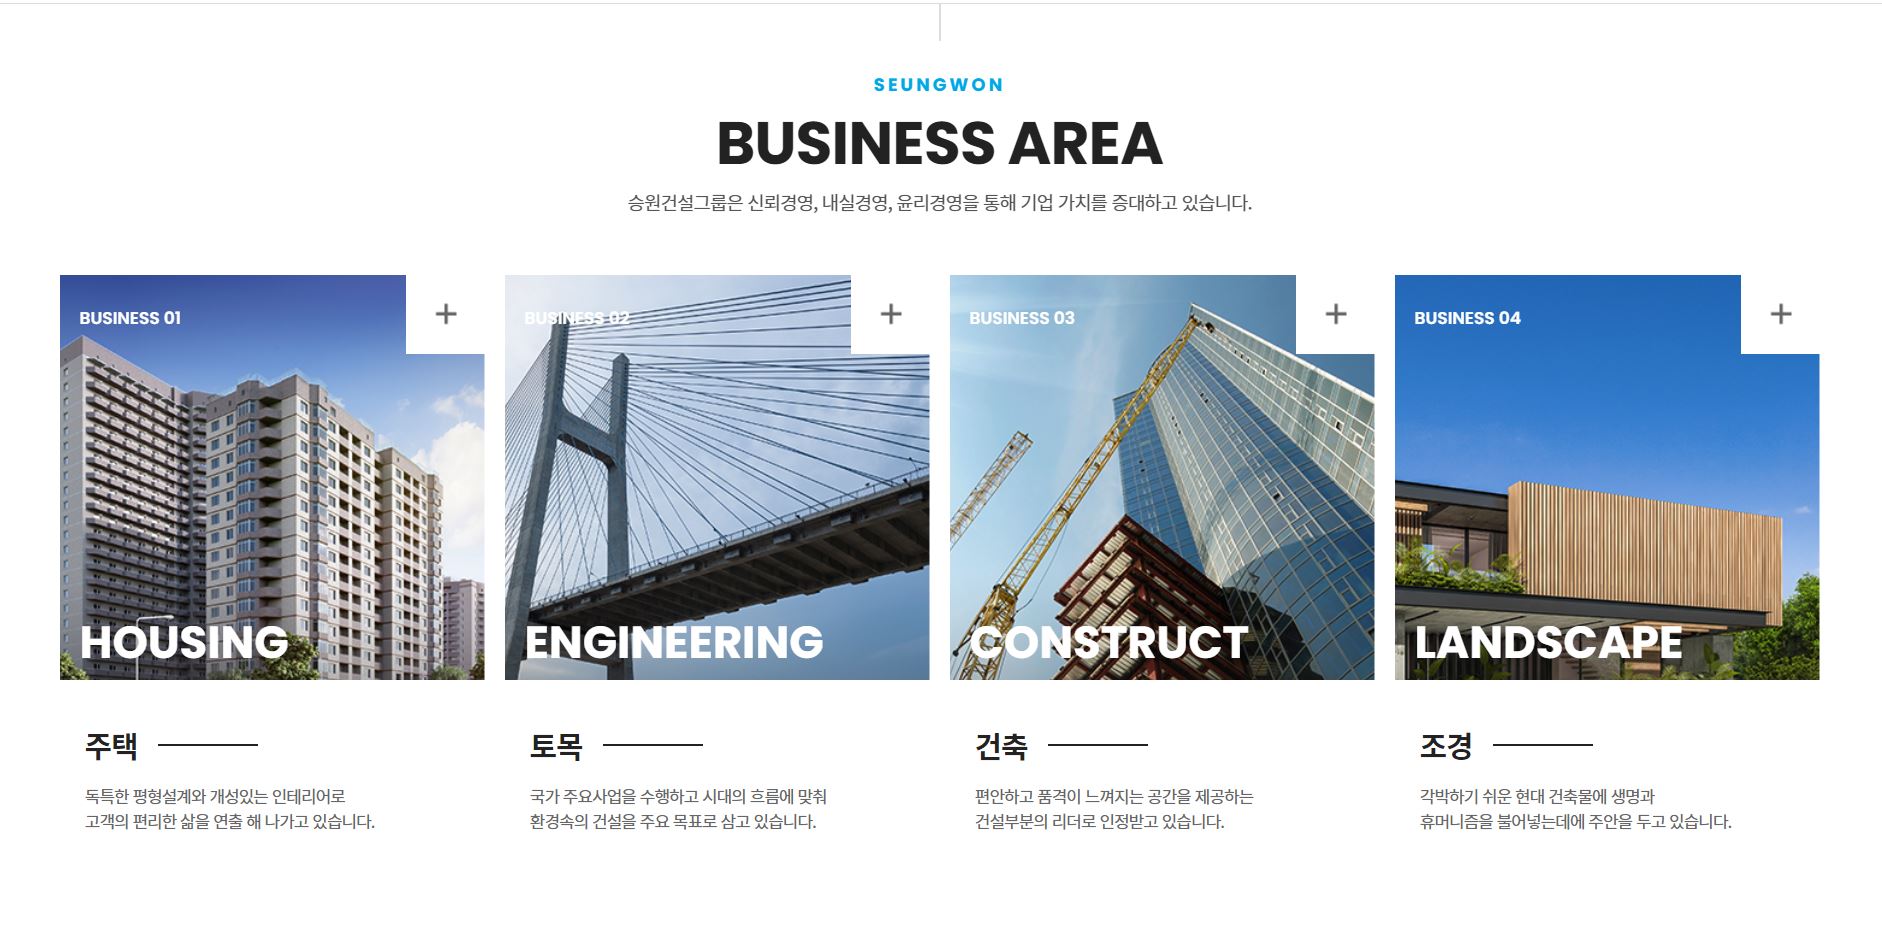 SEUNGWON
BUSINESS AREA
승원건설그룹은 신뢰경영, 내실경영, 윤리경영을 통해 기업 가치를 증대하고 있습니다.
BUSINESS 01
HOUSING
주택
독특한 평형설계와 개성있는 인테리어로
고객의 편리한 삶을 연출 해 나가고 있습니다.
BUSINESS 02
ENGINEERING
토목
국가 주요사업을 수행하고 시대의 흐름에 맞춰
환경속의 건설을 주요 목표로 삼고 있습니다.
BUSINESS 03
CONSTRUCT
건축
편안하고 품격이 느껴지는 공간을 제공하는
건설부분의 리더로 인정받고 있습니다.
BUSINESS 04
LANDSCAPE
조경
각박하기 쉬운 현대 건축물에 생명과
휴머니즘을 불어넣는데에 주안을 두고 있습니다.